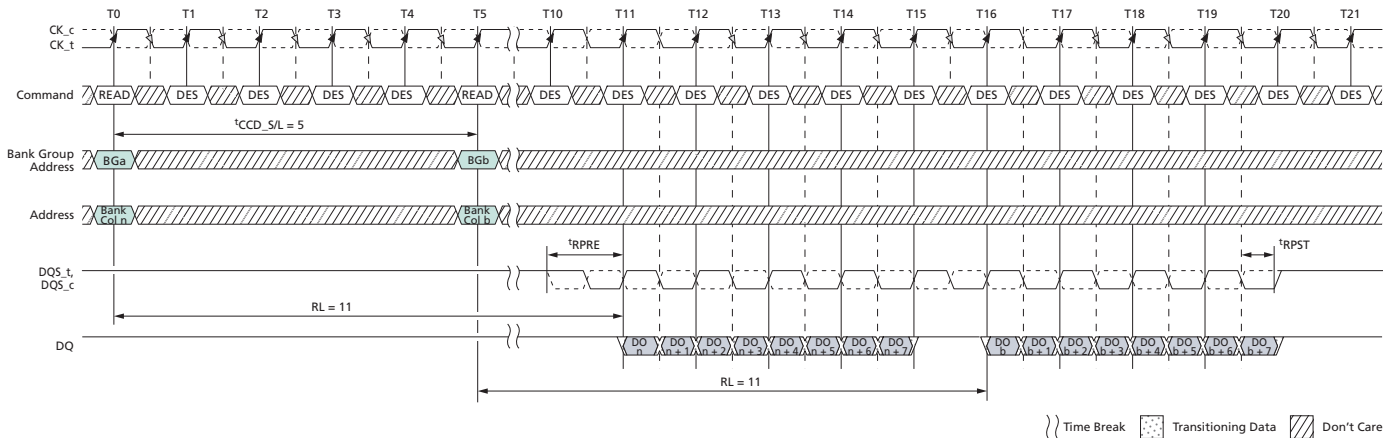 T0 T1 T2 T3 T4 T5 T10 T11 T12 T13 T14 T15 T16 T17 T18 T19 T20 T21
CK_c
CK_t
Command READ DES DES DES DES READ DES DES DES DES DES DES DES DES DES DES DES DES
tCCD_S/L = 5
Bank Group
Address
BGa BGb
Address
Bank
Col n
Bank
Col b
tRPRE tRPST
DQS_t,
DQS_c
RL = 11
DQ
DO
n
DO
n + 1
DO
n + 2
DO
n + 3
DO
n + 4
DO
n + 5
DO
n + 6
DO
n + 7
DO
b
DO
b + 1
DO
b + 2
DO
b + 3
DO
b + 4
DO
b + 5
DO
b + 6
DO
b + 7
RL = 11
Time Break Transitioning Data Don't Care